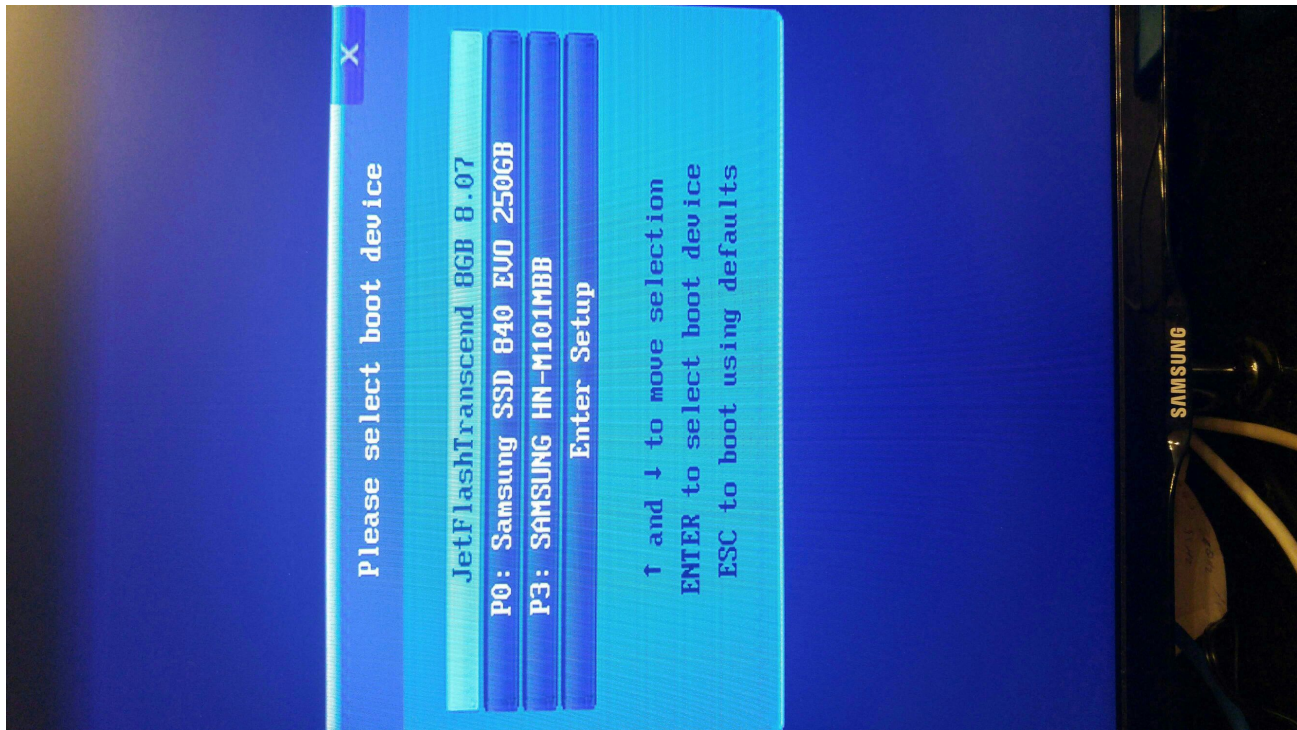 Please select boot device
X
JetFlashTranscend 8GB 8.07
P0: Samsung SSD 840 EVO 250GB
P3: SAMSUNG HN-M101MBB
Enter Setup
↑ and ↓ to move selection
ENTER to select boot device
ESC to boot using defaults
SAMSUNG